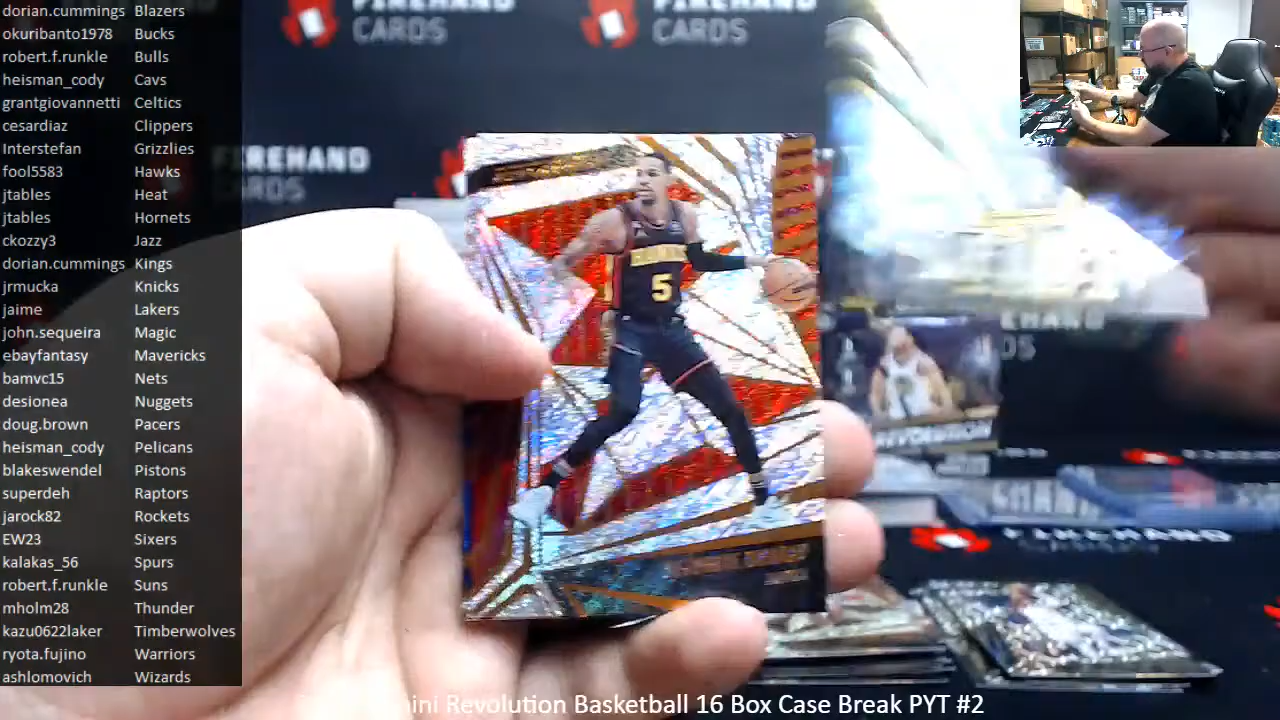 dorian.cummings Blazers
okuribanto1978 Bucks
robert.f.runkle Bulls
heisman_cody Cavs
grantgiovannetti Celtics
cesardiaz Clippers
Interstefan Grizzlies
fool5583 Hawks
jtables Heat
jtables Hornets
ckozzy3 Jazz
dorian.cummings Kings
jrmucka Knicks
jaime Lakers
john.sequeira Magic
ebayfantasy Mavericks
bamvc15 Nets
desionea Nuggets
doug.brown Pacers
heisman_cody Pelicans
blakeswendel Pistons
superdeh Raptors
jarock82 Rockets
EW23 Sixers
kalakas_56 Spurs
robert.f.runkle Suns
mholm28 Thunder
kazu0622laker Timberwolves
ryota.fujino Warriors
ashlomovich Wizards
FIREHAND
CARDS
FIREHAND
CARDS
FIREHAND
CARDS
5
Revolution Basketball 16 Box Case Break PYT #2